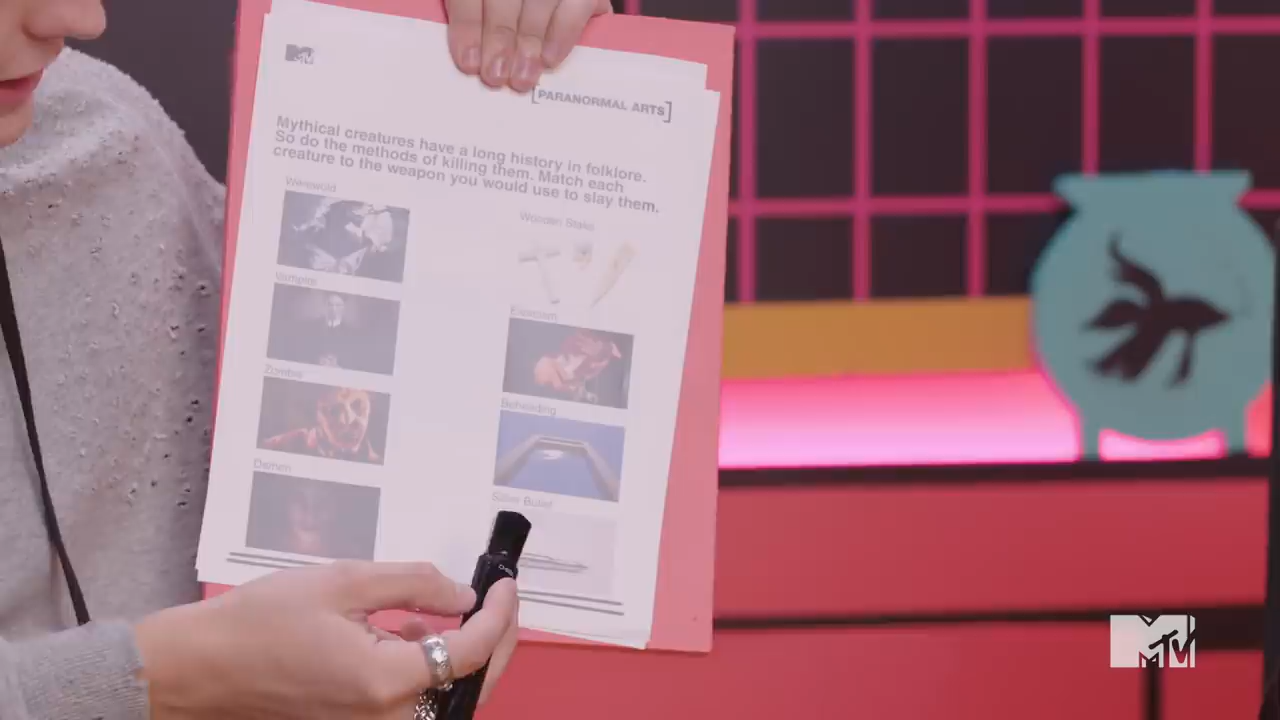 MTV
[PARANORMAL ARTS]
Mythical creatures have a long history in folklore.
So do the methods of killing them. Match each
creature to the weapon you would use to slay them.
Werewolf
Wooden Stake
Vampire
Exorcism
Zombie
Beheading
Demon
Silver Bullet
MTV